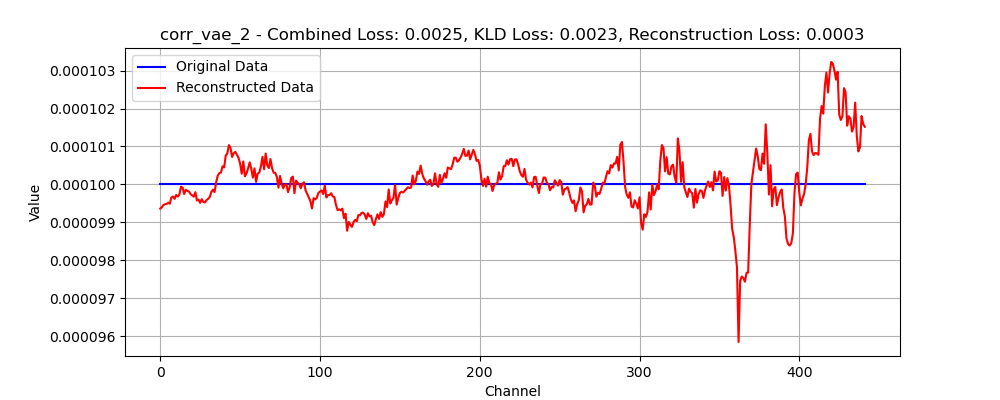 corr_vae_2 - Combined Loss: 0.0025, KLD Loss: 0.0023, Reconstruction Loss: 0.0003
Original Data
Reconstructed Data
0.000103
0.000102
0.000101
0.000100
0.000099
0.000098
0.000097
0.000096
Value
0
100
200
300
400
Channel